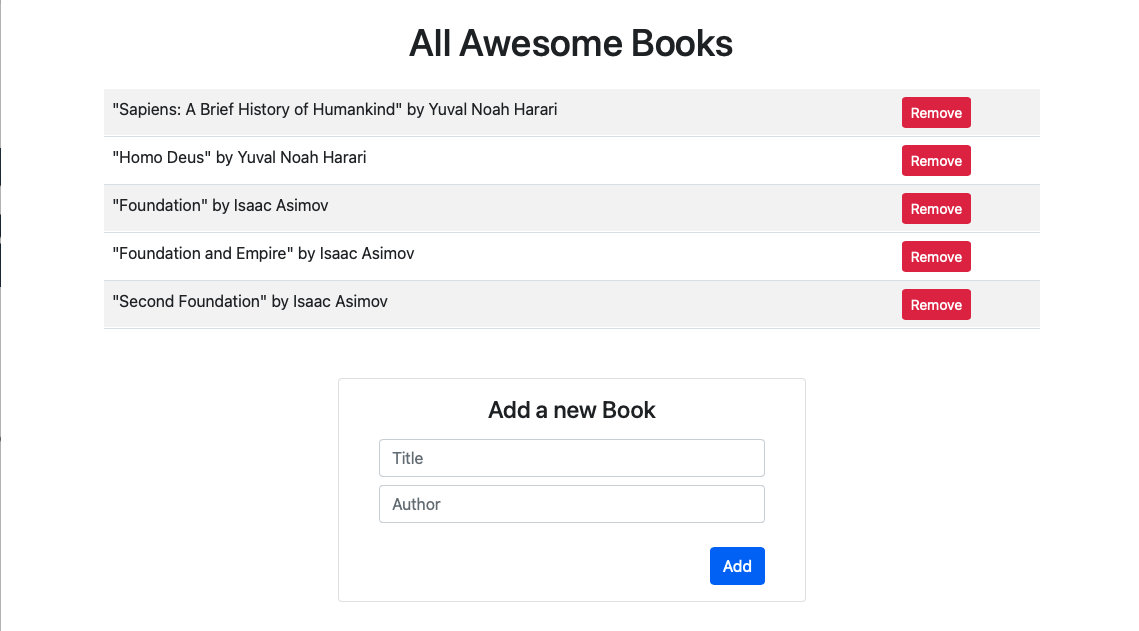 All Awesome Books
"Sapiens: A Brief History of Humankind" by Yuval Noah Harari
Remove
"Homo Deus" by Yuval Noah Harari
Remove
"Foundation" by Isaac Asimov
Remove
"Foundation and Empire" by Isaac Asimov
Remove
"Second Foundation" by Isaac Asimov
Remove
Add a new Book
Title
Author
Add